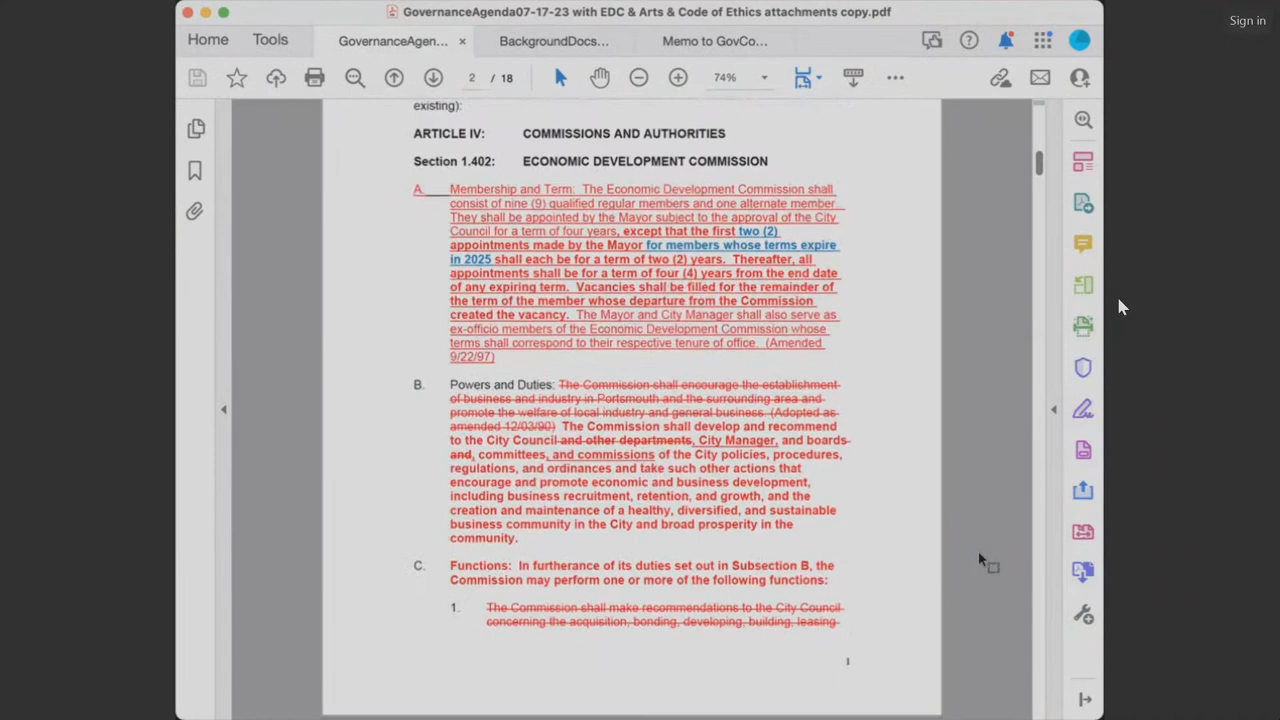 Sign in
GovernanceAgenda07-17-23 with EDC & Arts & Code of Ethics attachments copy.pdf
Home Tools GovernanceAgen... × BackgroundDocs... Memo to GovCo...
2 / 18 74%
existing):
ARTICLE IV: COMMISSIONS AND AUTHORITIES
Section 1.402: ECONOMIC DEVELOPMENT COMMISSION
A. Membership and Term: The Economic Development Commission shall
consist of nine (9) qualified regular members and one alternate member.
They shall be appointed by the Mayor subject to the approval of the City
Council for a term of four years, except that the first two (2)
appointments made by the Mayor for members whose terms expire
in 2025 shall each be for a term of two (2) years. Thereafter, all
appointments shall be for a term of four (4) years from the end date
of any expiring term. Vacancies shall be filled for the remainder of
the term of the member whose departure from the Commission
created the vacancy. The Mayor and City Manager shall also serve as
ex-officio members of the Economic Development Commission whose
terms shall correspond to their respective tenure of office. (Amended
9/22/97)
B. Powers and Duties: The Commission shall encourage the establishment
of business and industry in Portsmouth and the surrounding area and
promote the welfare of local industry and general business. (Adopted as
amended 12/03/90) The Commission shall develop and recommend
to the City Council and other departments, City Manager, and boards
and, committees, and commissions of the City policies, procedures,
regulations, and ordinances and take such other actions that
encourage and promote economic and business development,
including business recruitment, retention, and growth, and the
creation and maintenance of a healthy, diversified, and sustainable
business community in the City and broad prosperity in the
community.
C. Functions: In furtherance of its duties set out in Subsection B, the
Commission may perform one or more of the following functions:
1. The Commission shall make recommendations to the City Council
concerning the acquisition, bonding, developing, building, leasing
1